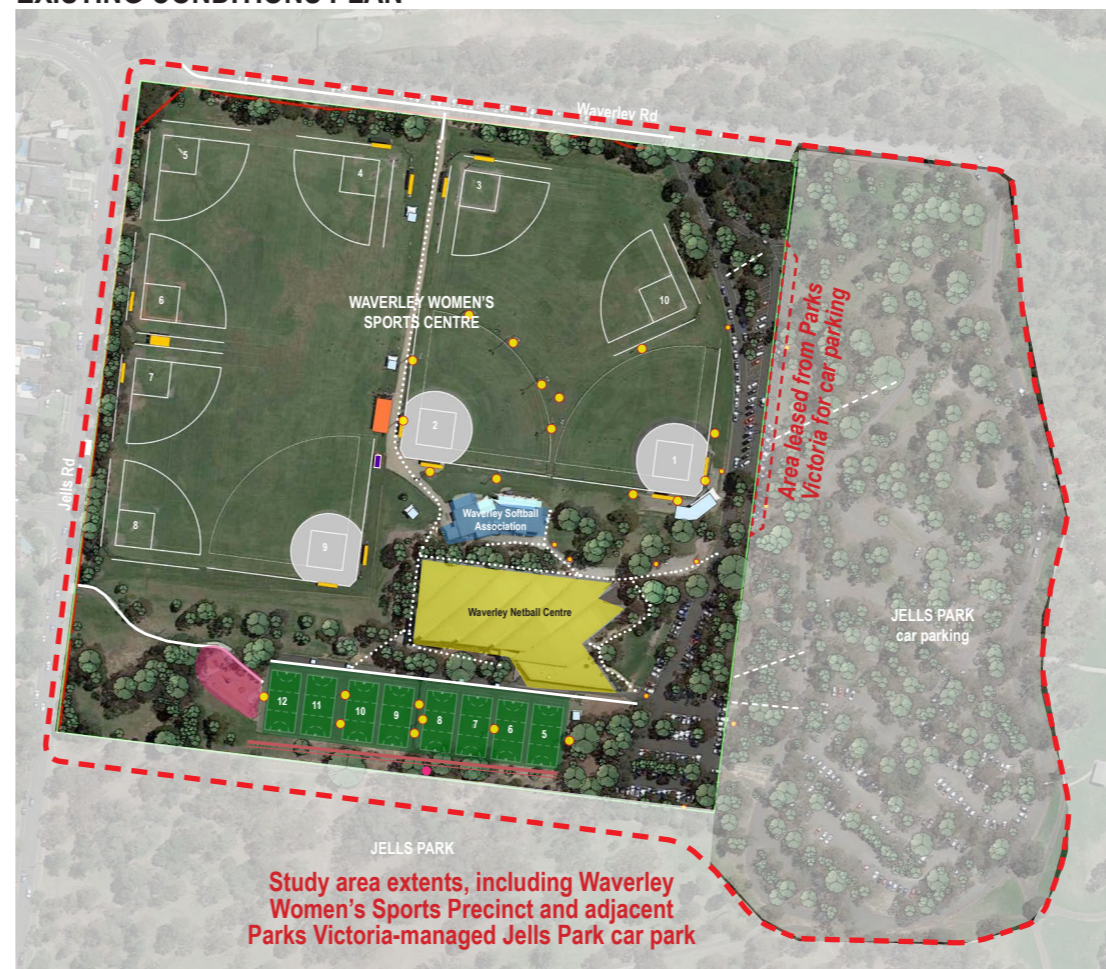 EXISTING CONDITIONS PLAN
Waverley Rd
5
4
3
WAVERLEY WOMEN'S
SPORTS CENTRE
6
10
Area leased from Parks
Victoria for car parking
7
2
1
Jells Rd
8
9
Waverley Softball
Association
Waverley Netball Centre
JELLS PARK
car parking
12
11
10
9
8
7
6
5
JELLS PARK
Study area extents, including Waverley
Women's Sports Precinct and adjacent
Parks Victoria-managed Jells Park car park